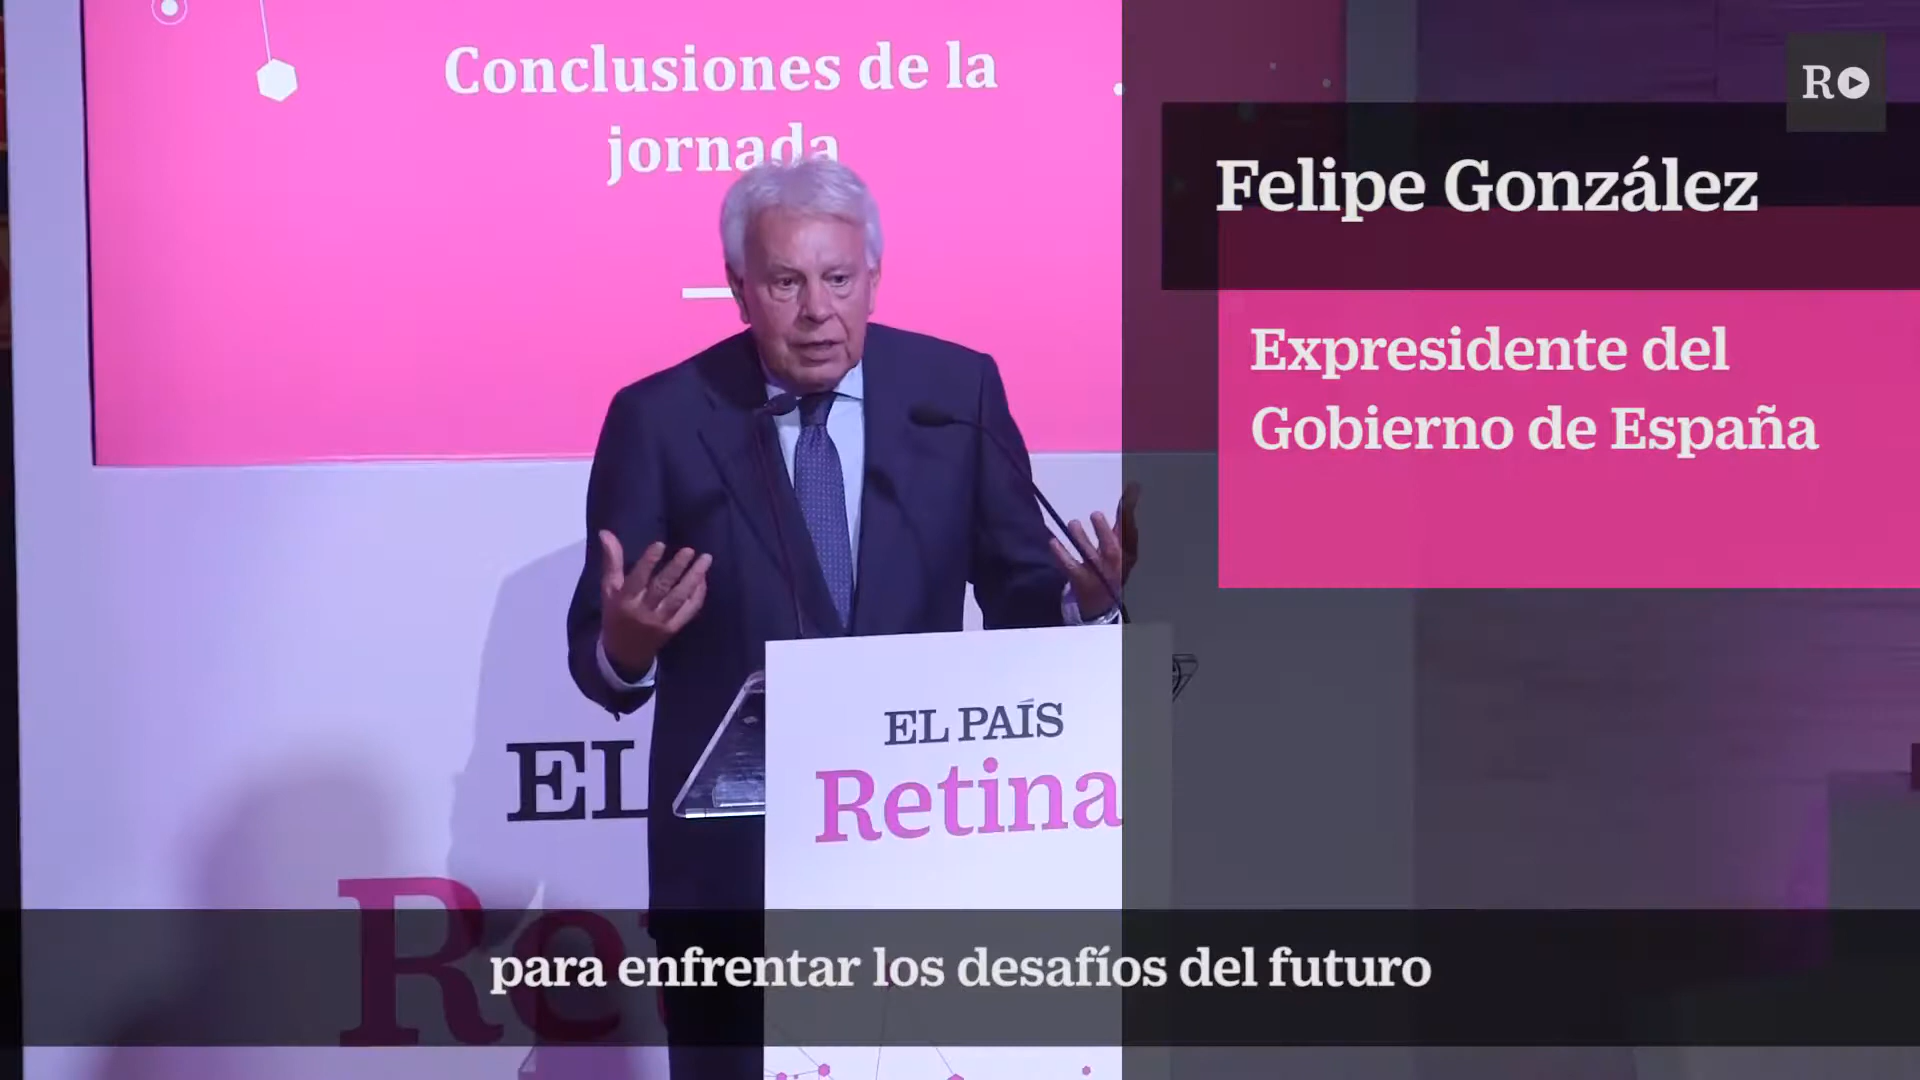 Conclusiones de la
jornada
R
Felipe González
Expresidente del
Gobierno de España
EL PAÍS
Retina
EL
Re
para enfrentar los desafíos del futuro